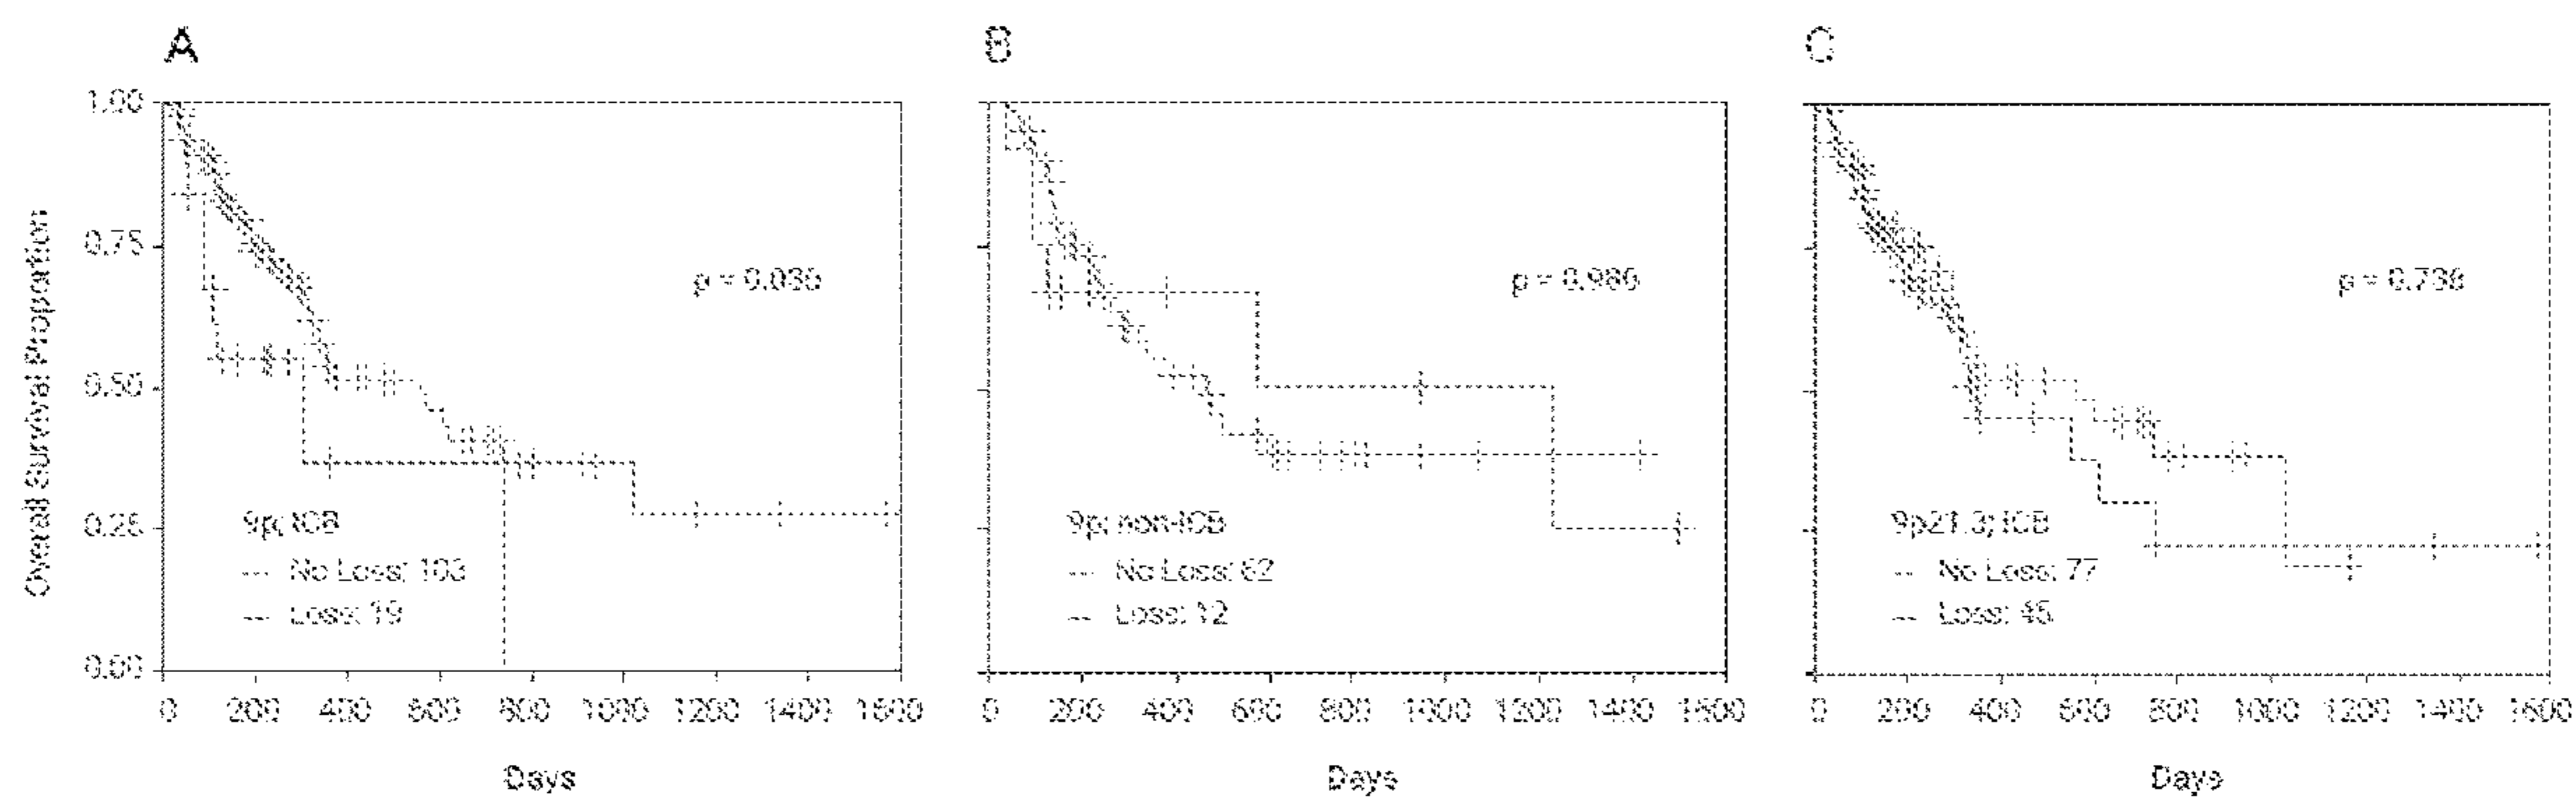 A
B
C
Overall Survival Proportion
1.00
0.75
0.50
0.25
0.00
p = 0.036
9p; ICB
No Loss: 103
Loss: 19
0 200 400 600 800 1000 1200 1400 1600
Days
p = 0.986
9p; non-ICB
No Loss: 62
Loss: 12
0 200 400 600 800 1000 1200 1400 1600
Days
p = 0.738
9p21.3; ICB
No Loss: 77
Loss: 45
0 200 400 600 800 1000 1200 1400 1600
Days